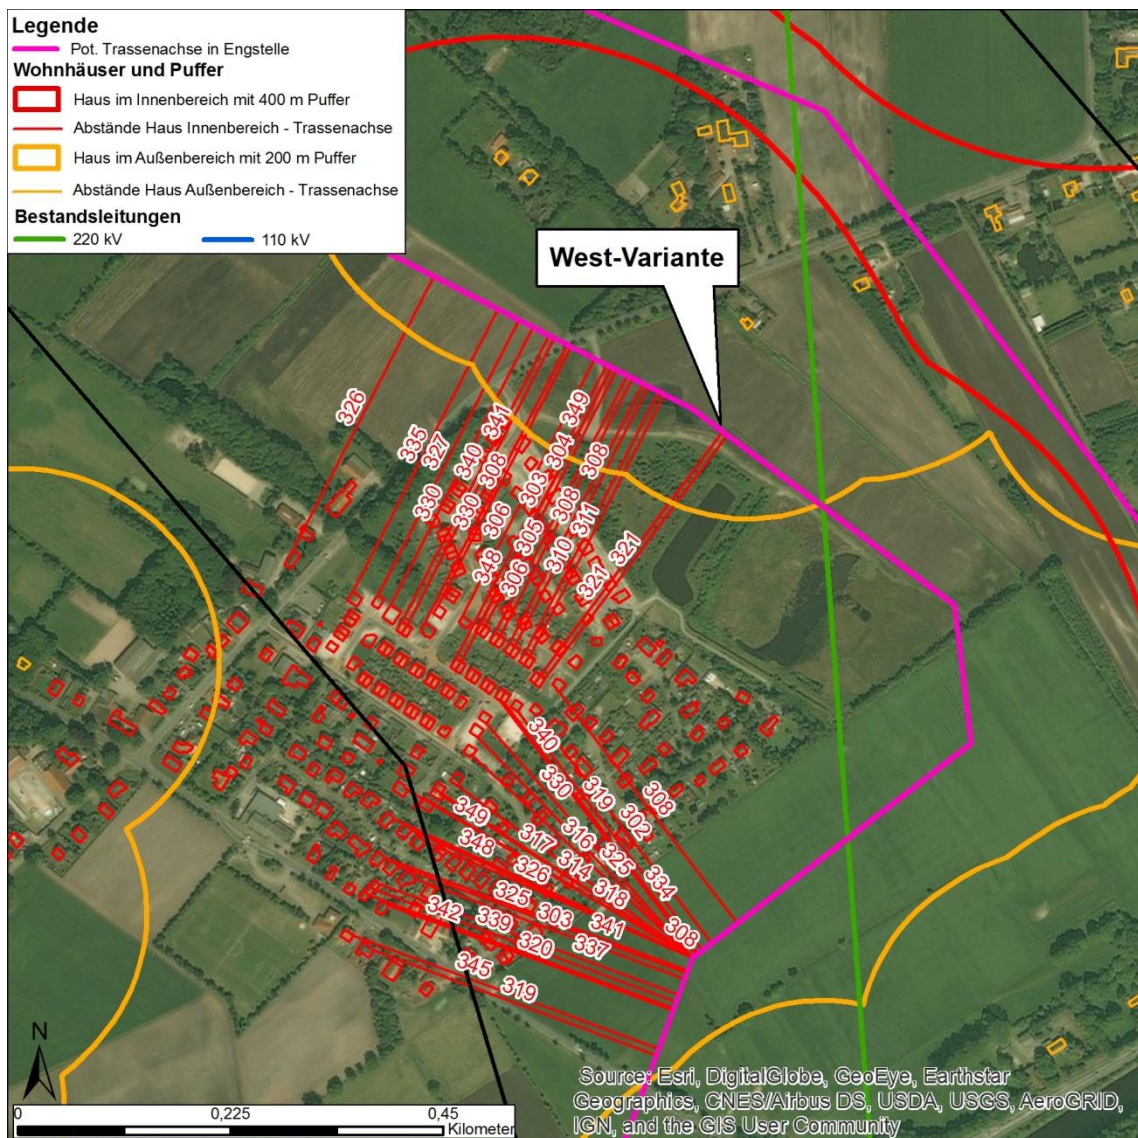 Legende
Pot. Trassenachse in Engstelle
Wohnhäuser und Puffer
Haus im Innenbereich mit 400 m Puffer
Abstände Haus Innenbereich - Trassenachse
Haus im Außenbereich mit 200 m Puffer
Abstände Haus Außenbereich - Trassenachse
Bestandsleitungen
220 kV 110 kV
West-Variante
326
335
327
341
340
308
349
304
308
330
330
306
303
308
311
305
310
348
306
321
321
340
330
319
302
308
349
348
317
316
325
334
326
314
318
325
303
341
308
342
339
320
337
345
319
N
0 0,225 0,45
Kilometer
Source: Esri, DigitalGlobe, GeoEye, Earthstar
Geographics, CNES/Airbus DS, USDA, USGS, AeroGRID,
IGN, and the GIS User Community